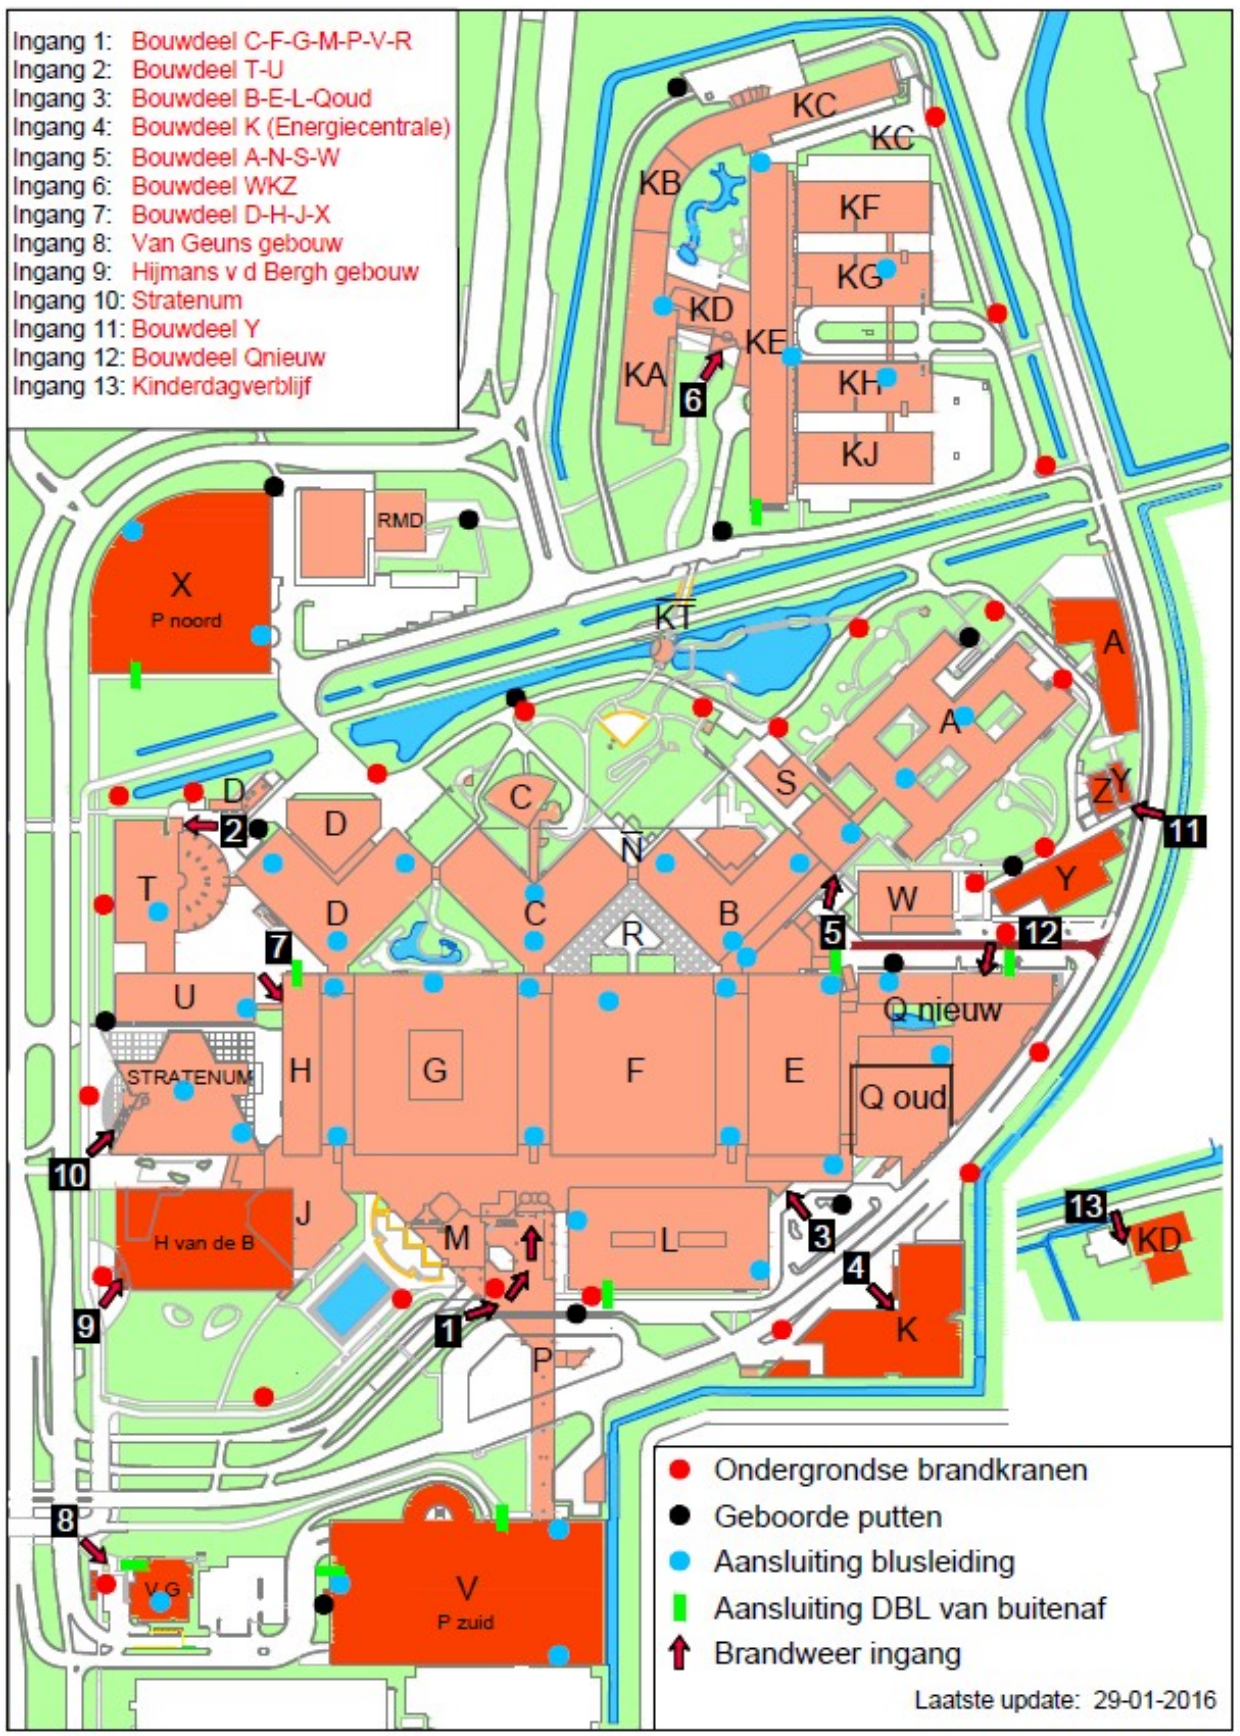 Ingang 1: Bouwdeel C-F-G-M-P-V-R
Ingang 2: Bouwdeel T-U
Ingang 3: Bouwdeel B-E-L-Qoud
Ingang 4: Bouwdeel K (Energiecentrale)
Ingang 5: Bouwdeel A-N-S-W
Ingang 6: Bouwdeel WKZ
Ingang 7: Bouwdeel D-H-J-X
Ingang 8: Van Geuns gebouw
Ingang 9: Hijmans v d Bergh gebouw
Ingang 10: Stratenum
Ingang 11: Bouwdeel Y
Ingang 12: Bouwdeel Qnieuw
Ingang 13: Kinderdagverblijf
KC
KC
KB
KF
KG
KD
KE
KA
KH
6
KJ
RMD
X
P noord
KT
A
A
S
Z Y
D
C
D
2
N
11
T
Y
W
D
C
B
R
5
12
7
U
Q nieuw
STRATENUM
H
G
F
E
Q oud
10
J
H van de B
M
L
3
13
KD
4
9
1
K
P
8
V G
V
P zuid
Ondergrondse brandkranen
Geboorde putten
Aansluiting blusleiding
Aansluiting DBL van buitenaf
Brandweer ingang
Laatste update: 29-01-2016